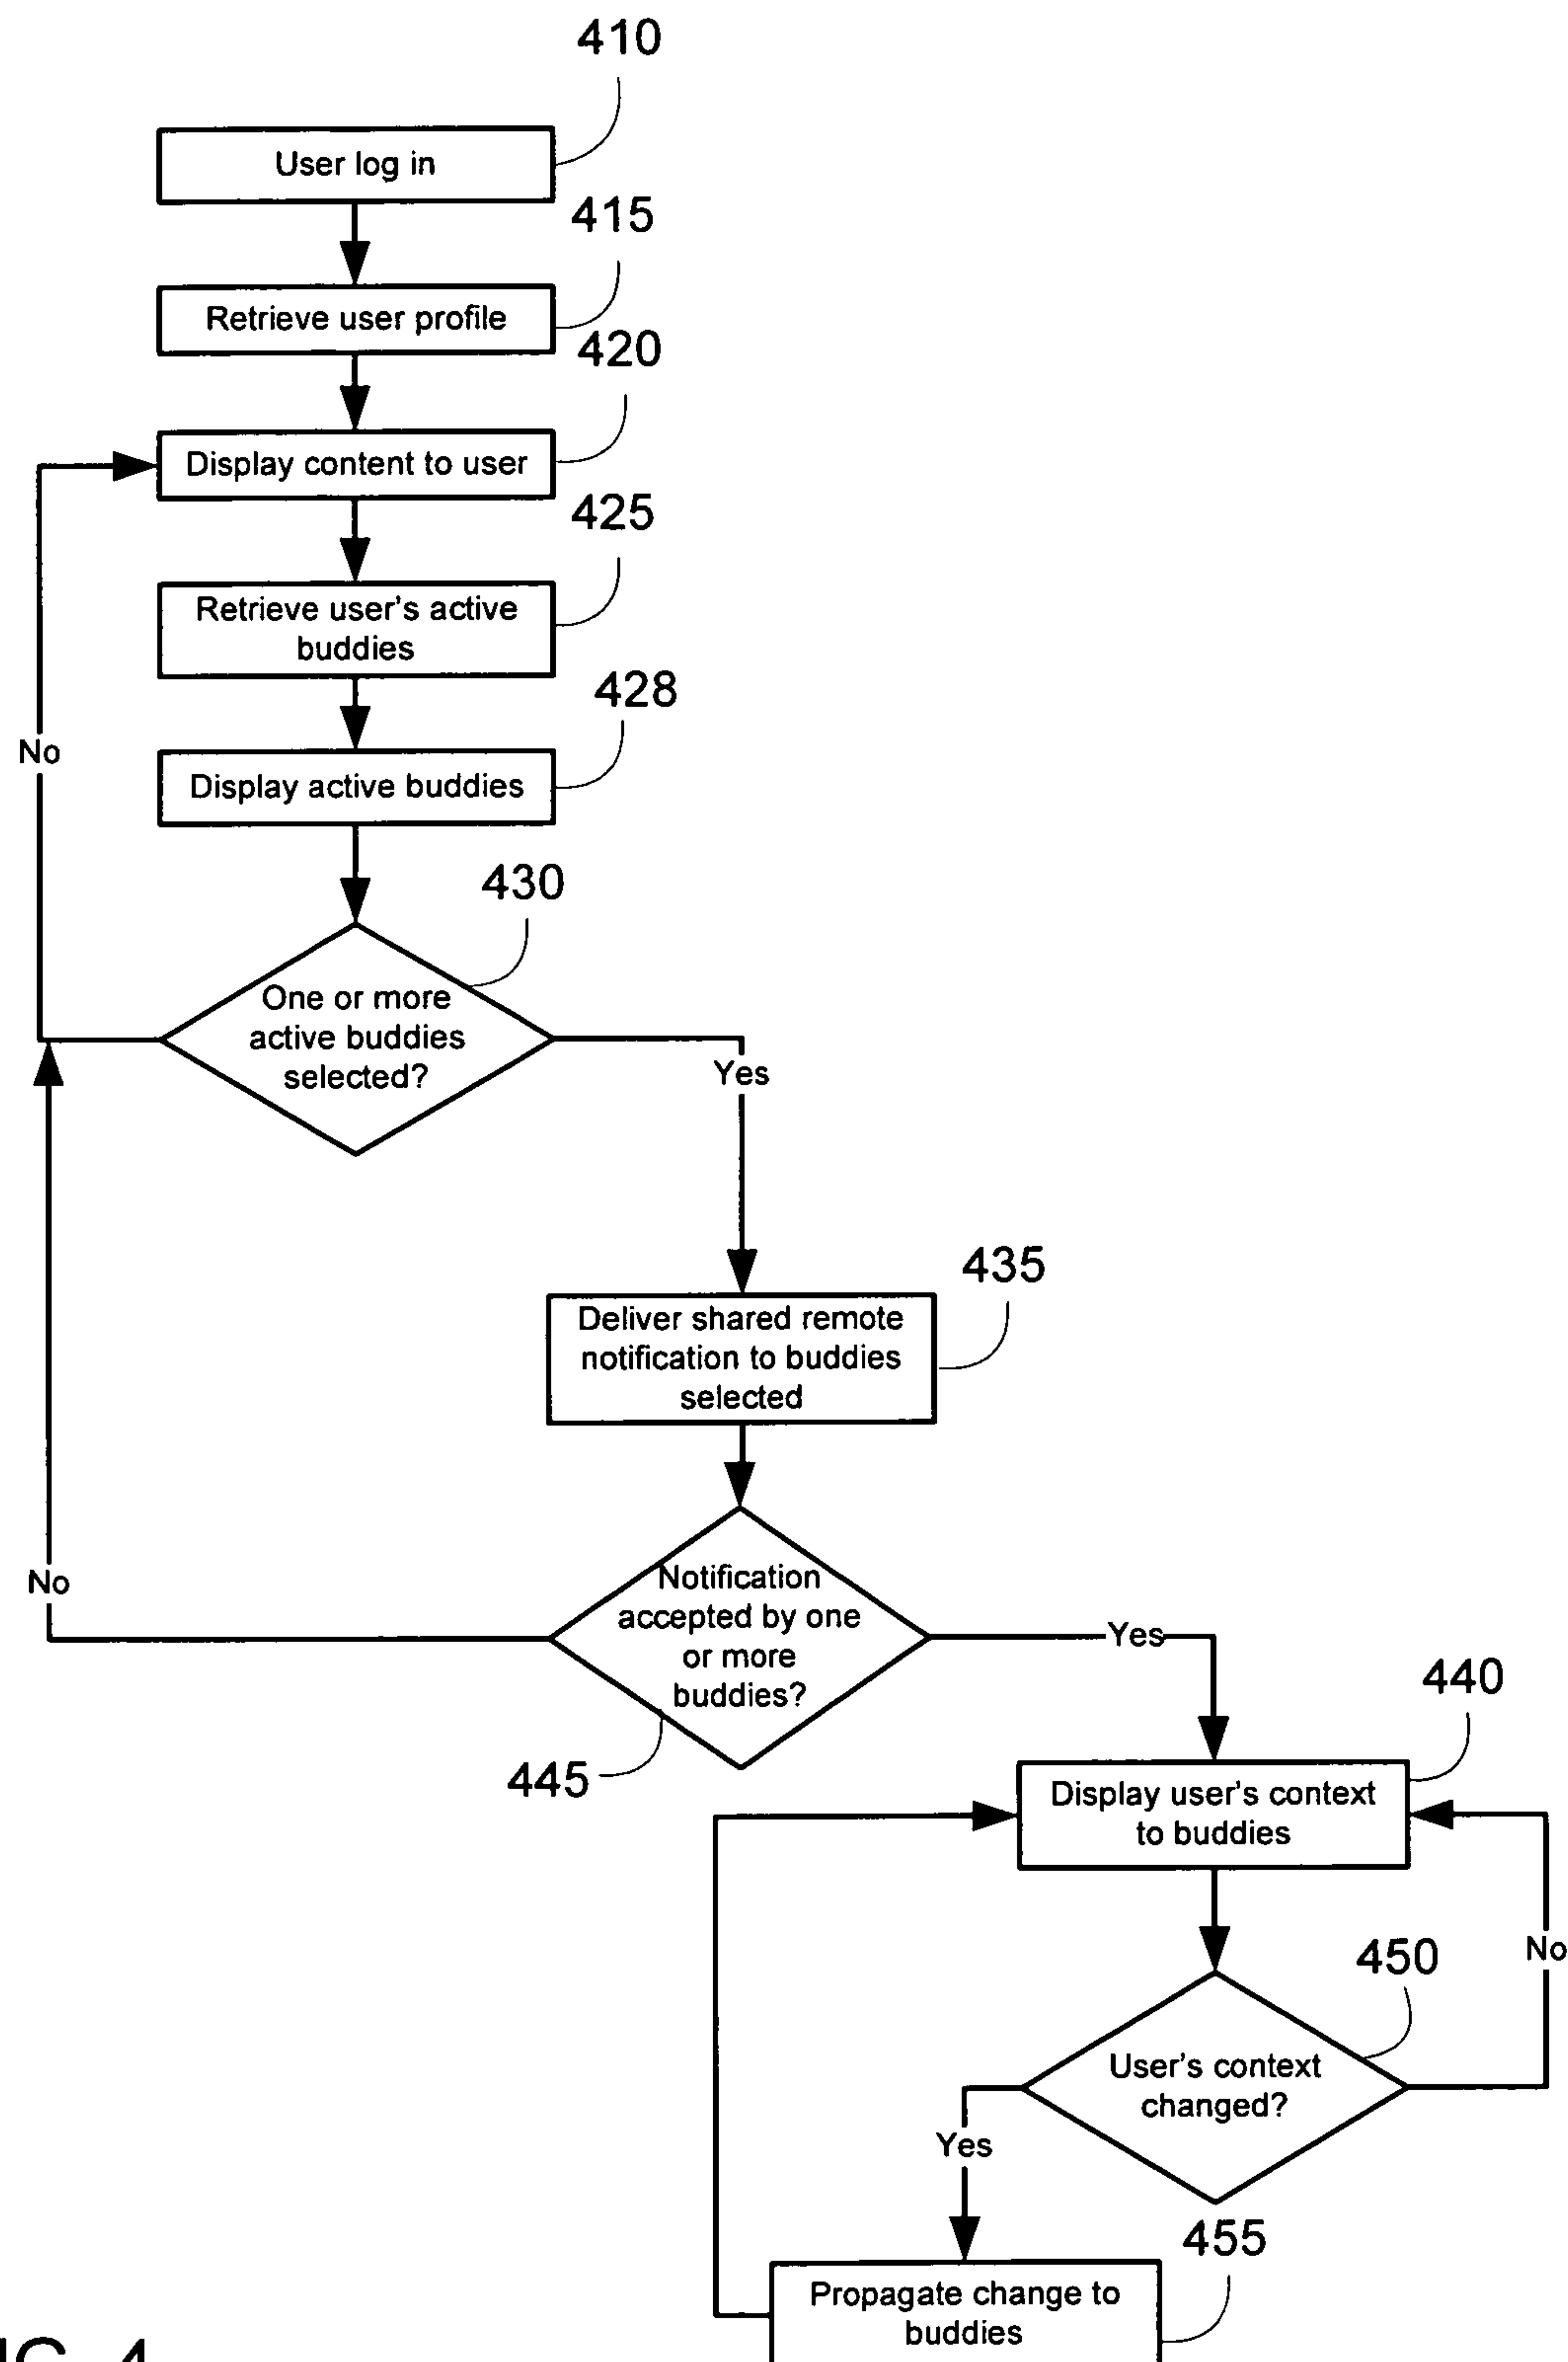 410
User log in
415
Retrieve user profile
420
Display content to user
425
Retrieve user's active
buddies
428
Display active buddies
No
430
One or more
active buddies
selected?
Yes
435
Deliver shared remote
notification to buddies
selected
No
Notification
accepted by one
or more
buddies?
Yes
445
440
Display user's context
to buddies
450
No
User's context
changed?
Yes
455
Propagate change to
buddies